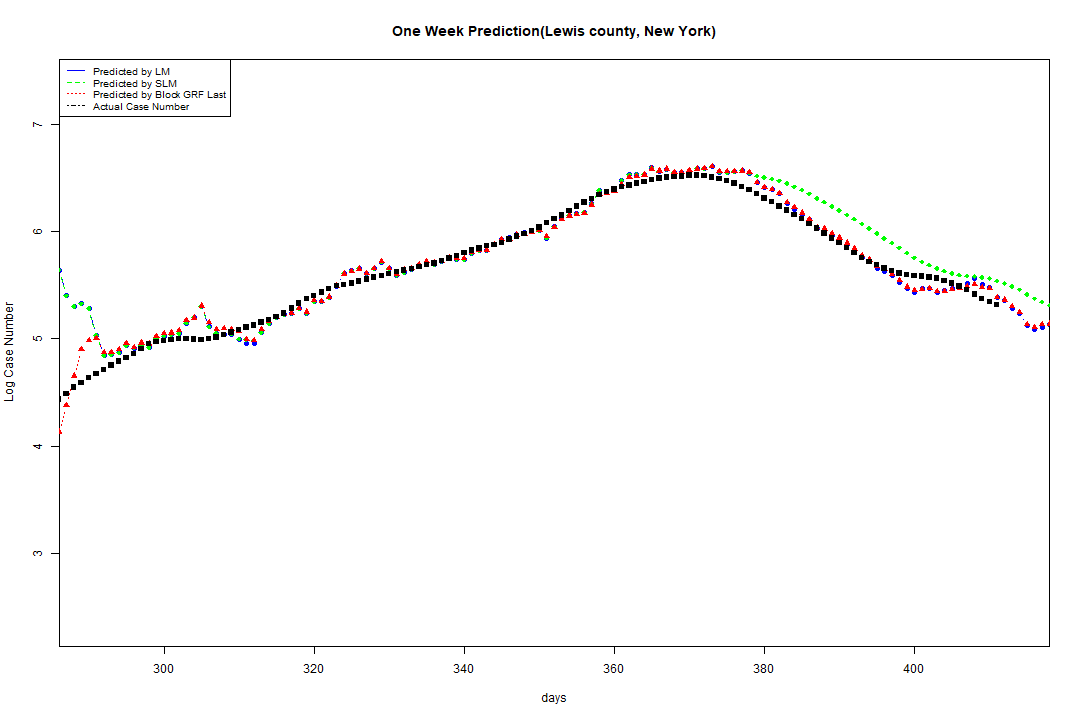 One Week Prediction(Lewis county, New York)
Predicted by LM
Predicted by SLM
Predicted by Block GRF Last
Actual Case Number
7
6
5
4
3
Log Case Number
300 320 340 360 380 400
days